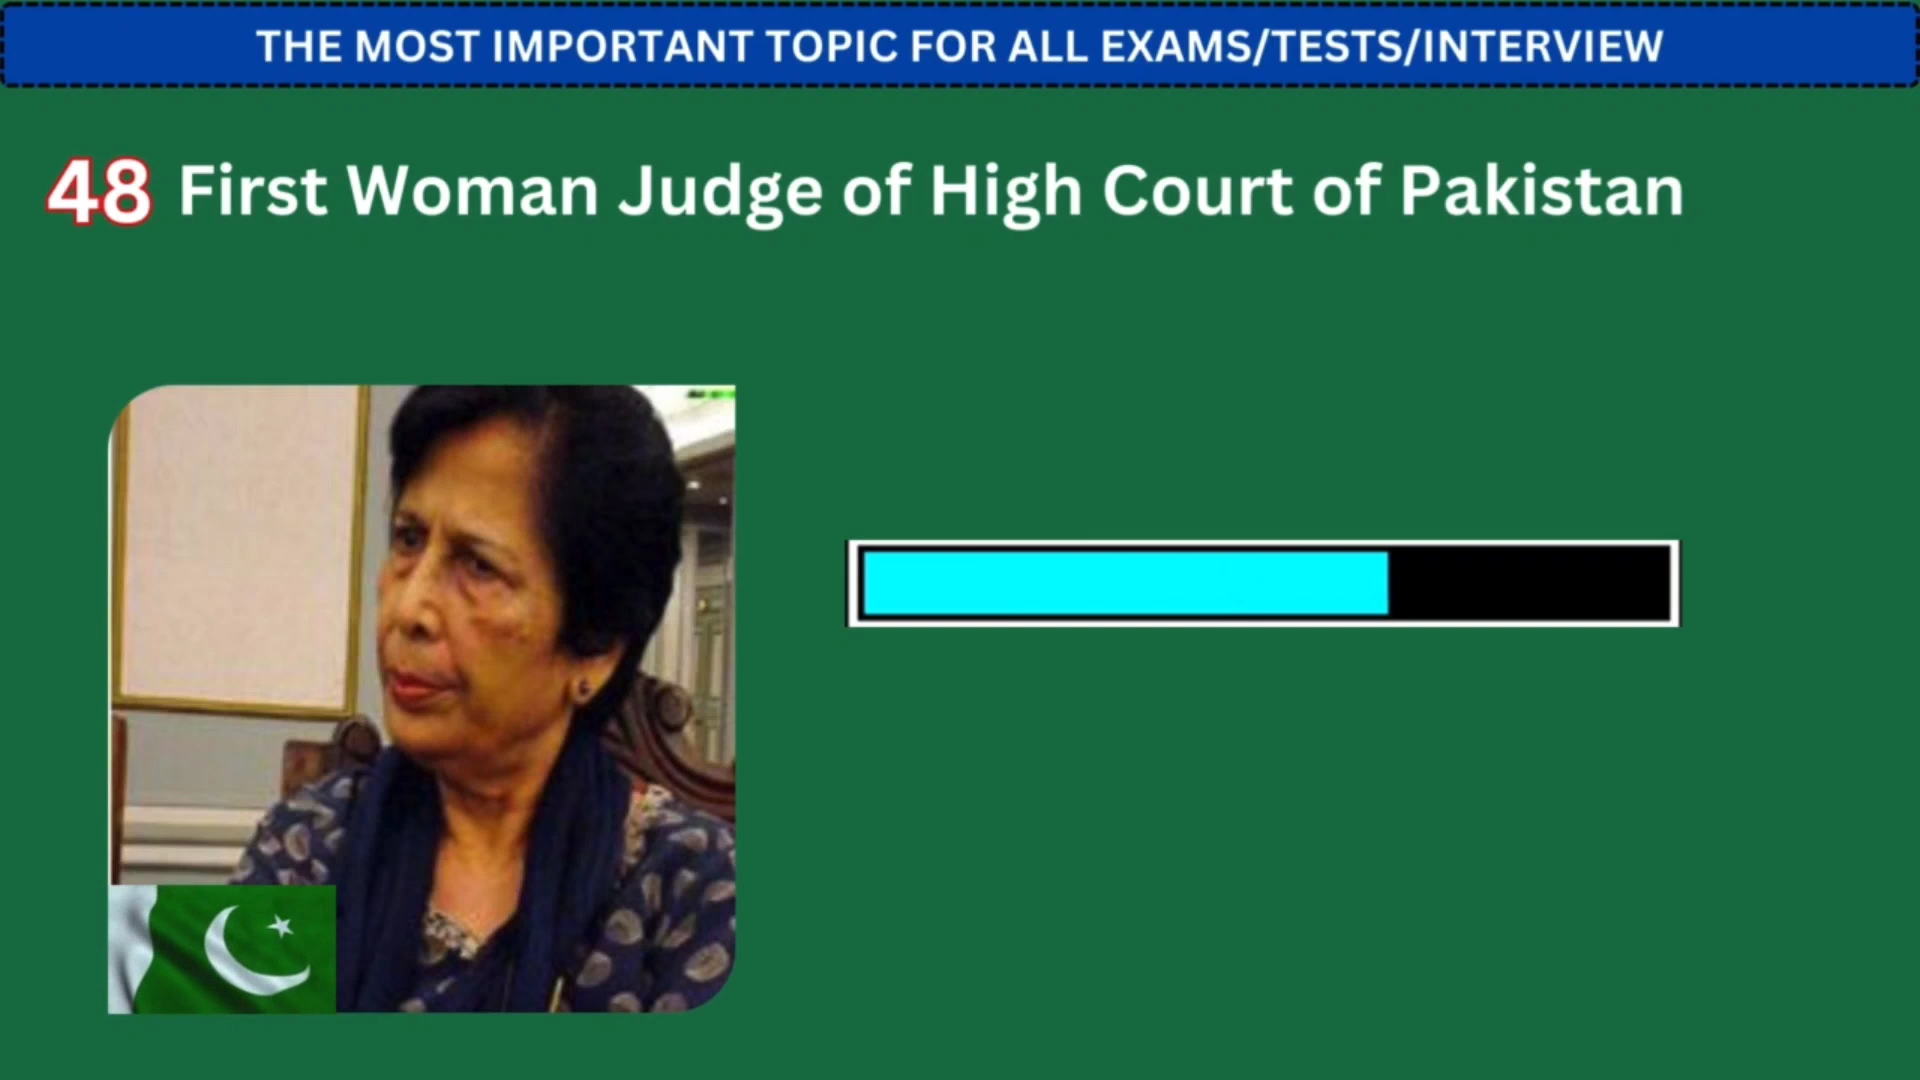 THE MOST IMPORTANT TOPIC FOR ALL EXAMS/TESTS/INTERVIEW
48 First Woman Judge of High Court of Pakistan